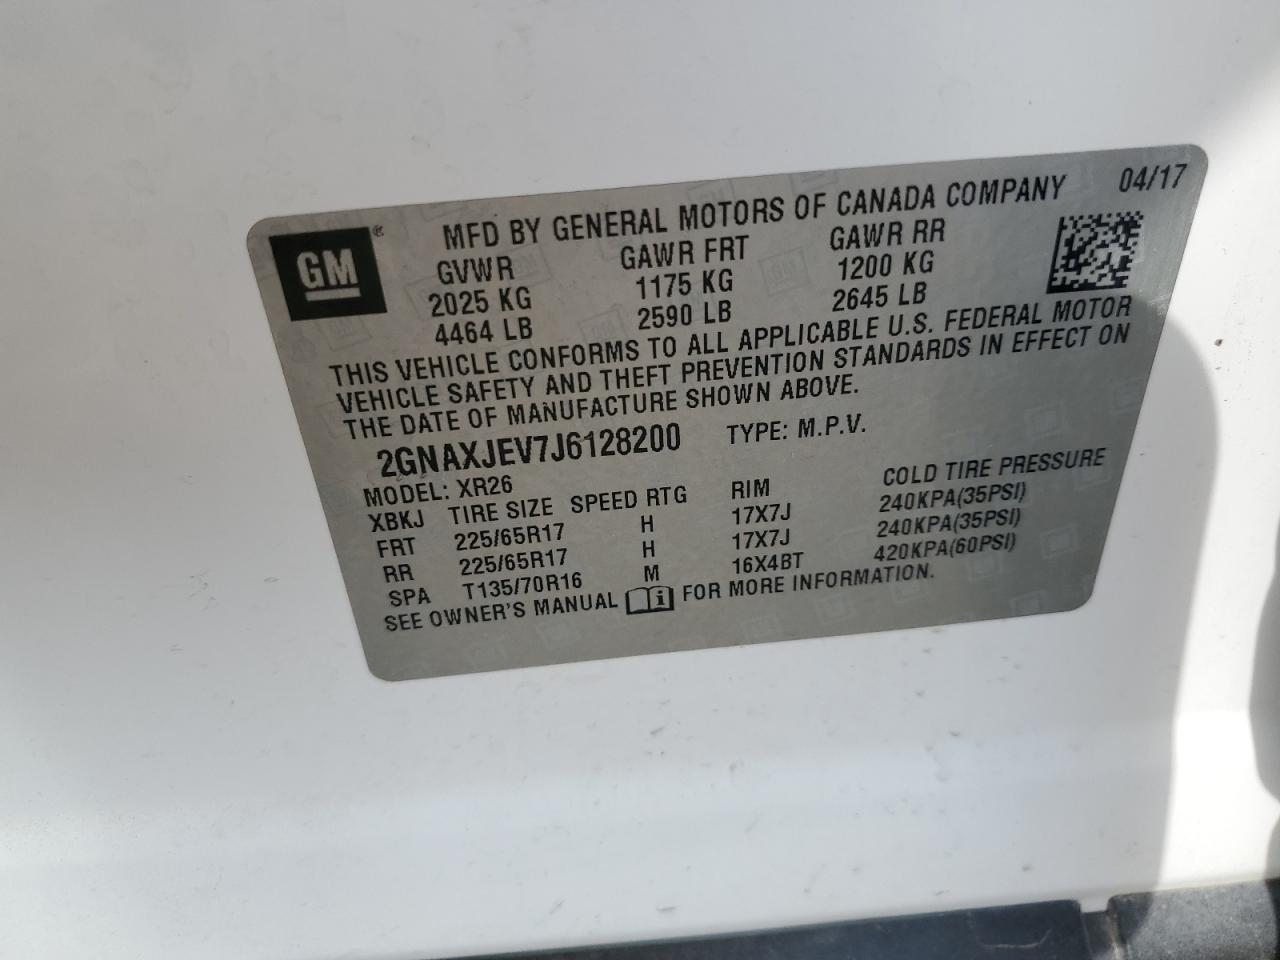 GM®
MFD BY GENERAL MOTORS OF CANADA COMPANY 04/17
GVWR GAWR FRT GAWR RR
2025 KG 1175 KG 1200 KG
4464 LB 2590 LB 2645 LB
THIS VEHICLE CONFORMS TO ALL APPLICABLE U.S. FEDERAL MOTOR
VEHICLE SAFETY AND THEFT PREVENTION STANDARDS IN EFFECT ON
THE DATE OF MANUFACTURE SHOWN ABOVE.
2GNAXJEV7J6128200 TYPE: M.P.V.
MODEL: XR26
XBKJ TIRE SIZE SPEED RTG RIM COLD TIRE PRESSURE
FRT 225/65R17 H 17X7J 240KPA(35PSI)
RR 225/65R17 H 17X7J 240KPA(35PSI)
SPA T135/70R16 M 16X4BT 420KPA(60PSI)
SEE OWNER'S MANUAL i FOR MORE INFORMATION.